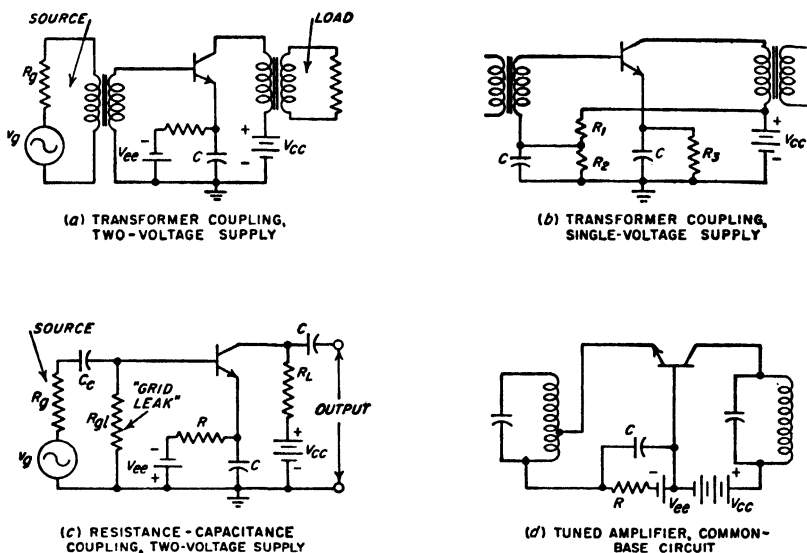 SOURCE
LOAD
Rg
vg
−
Vee
C
+
VCC
−
(a) TRANSFORMER COUPLING,
TWO-VOLTAGE SUPPLY
R1
C
R2
C
R3
+
VCC
−
(b) TRANSFORMER COUPLING,
SINGLE-VOLTAGE SUPPLY
SOURCE
Cc
C
Rg
"GRID
LEAK"
Rgl
RL
R
OUTPUT
vg
−
Vee
+
C
+
VCC
−
(c) RESISTANCE-CAPACITANCE
COUPLING, TWO-VOLTAGE SUPPLY
C
R
−
Vee
+
VCC
(d) TUNED AMPLIFIER, COMMON-
BASE CIRCUIT